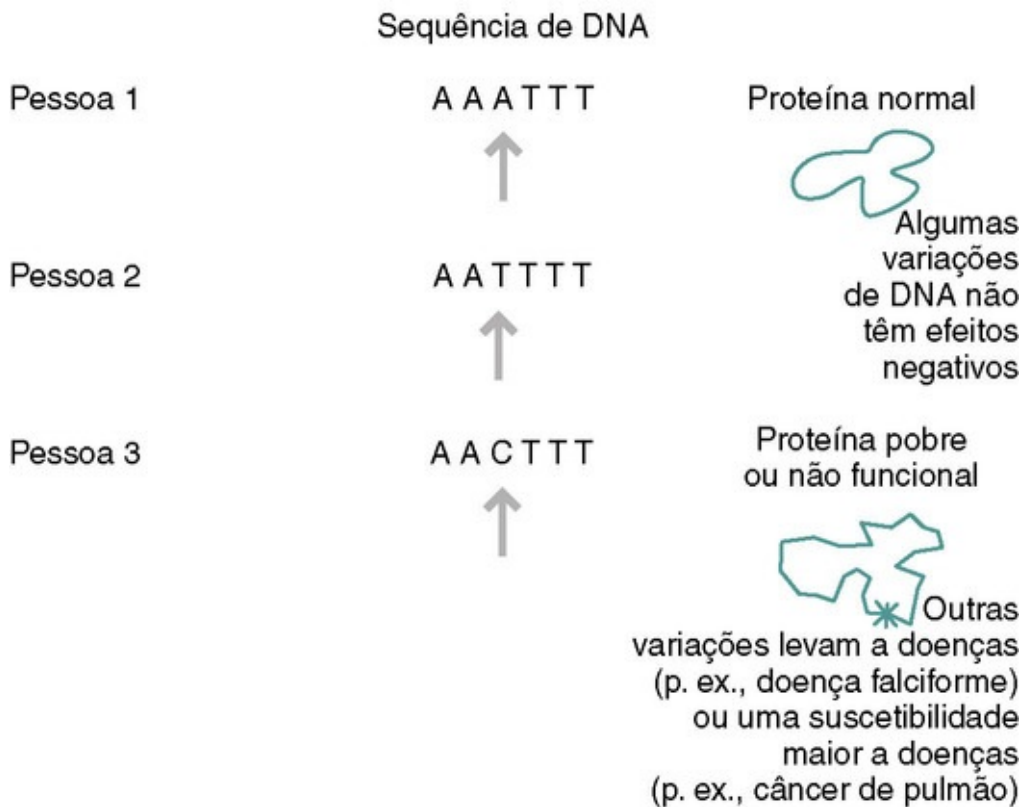 Sequência de DNA
Pessoa 1 A A A T T T Proteína normal
Algumas
variações
Pessoa 2 A A T T T T de DNA não
têm efeitos
negativos
Pessoa 3 A A C T T T Proteína pobre
ou não funcional
Outras
variações levam a doenças
(p. ex., doença falciforme)
ou uma suscetibilidade
maior a doenças
(p. ex., câncer de pulmão)